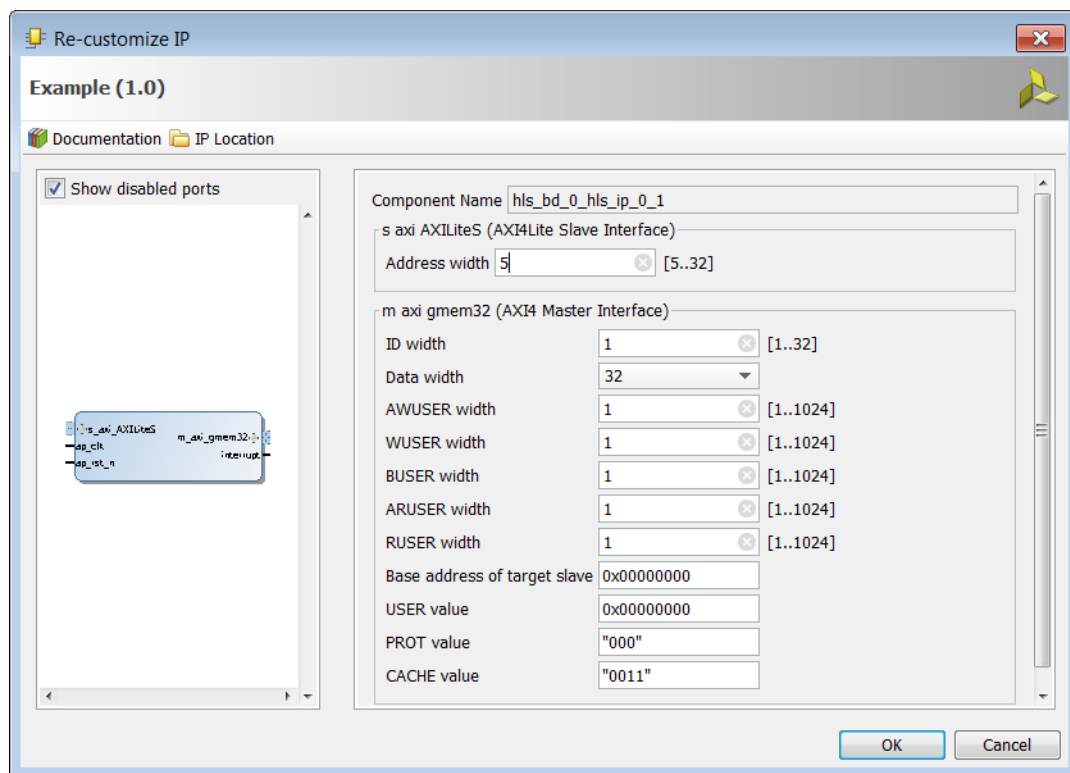 Re-customize IP
Example (1.0)
Documentation IP Location
Show disabled ports
s_axi_AXILiteS
ap_clk
ap_rst_n
m_axi_gmem32
interrupt
Component Name hls_bd_0_hls_ip_0_1
s axi AXILiteS (AXI4Lite Slave Interface)
Address width 5 [5..32]
m axi gmem32 (AXI4 Master Interface)
ID width 1 [1..32]
Data width 32
AWUSER width 1 [1..1024]
WUSER width 1 [1..1024]
BUSER width 1 [1..1024]
ARUSER width 1 [1..1024]
RUSER width 1 [1..1024]
Base address of target slave 0x00000000
USER value 0x00000000
PROT value "000"
CACHE value "0011"
OK Cancel